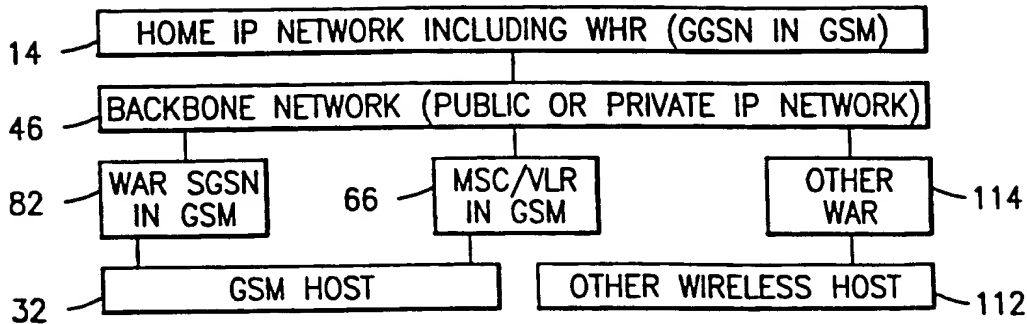 HOME IP NETWORK INCLUDING WHR (GGSN IN GSM)
14
BACKBONE NETWORK (PUBLIC OR PRIVATE IP NETWORK)
46
WAR SGSN
IN GSM
82
MSC/VLR
IN GSM
66
OTHER
WAR
114
GSM HOST
32
OTHER WIRELESS HOST
112